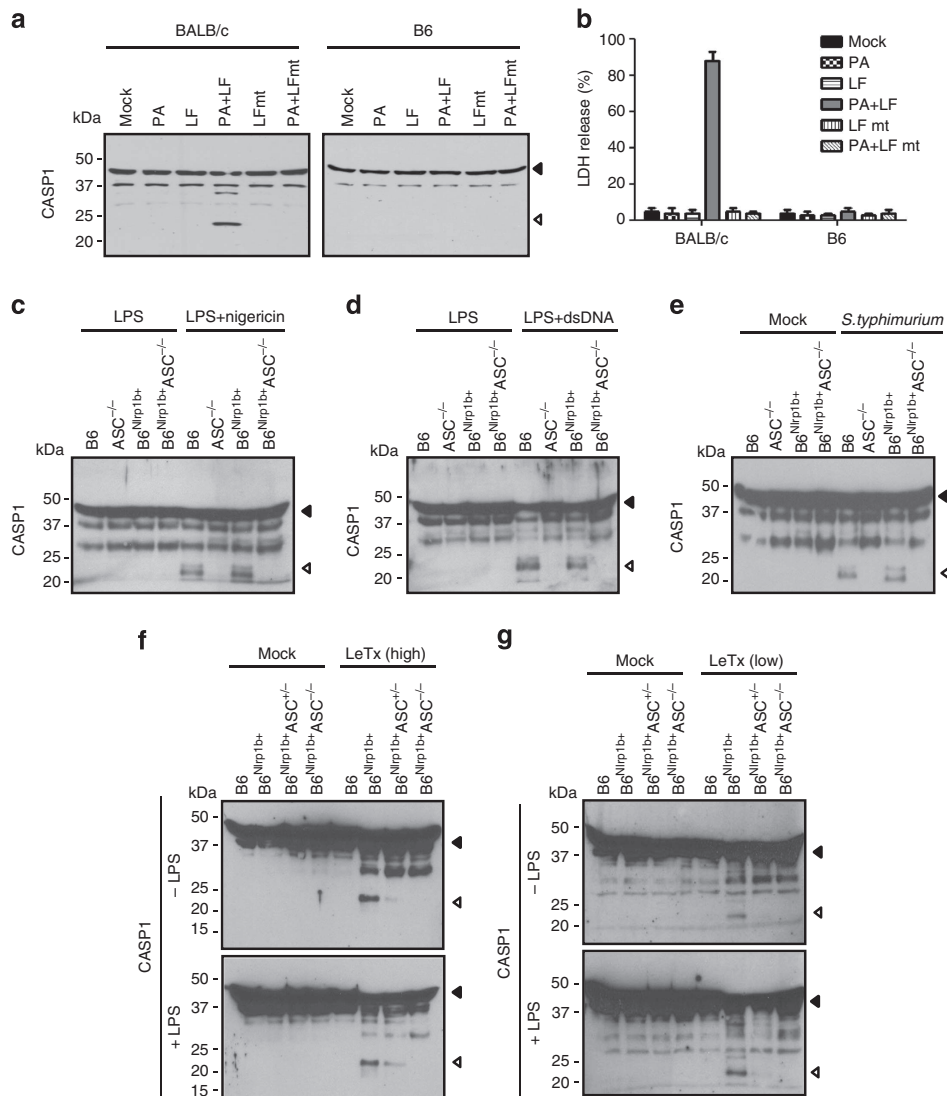 a
BALB/c
B6
kDa
Mock
PA
LF
PA+LF
LFmt
PA+LFmt
Mock
PA
LF
PA+LF
LFmt
PA+LFmt
CASP1
50
37
25
20
b
LDH release (%)
100
80
60
40
20
0
BALB/c
B6
Mock
PA
LF
PA+LF
LF mt
PA+LF mt
c
LPS
LPS+nigericin
B6
ASC–/–
B6Nlrp1b+
B6Nlrp1b+ASC–/–
B6
ASC–/–
B6Nlrp1b+
B6Nlrp1b+ASC–/–
kDa
CASP1
50
37
25
20
d
LPS
LPS+dsDNA
B6
ASC–/–
B6Nlrp1b+
B6Nlrp1b+ASC–/–
B6
ASC–/–
B6Nlrp1b+
B6Nlrp1b+ASC–/–
kDa
CASP1
50
37
25
20
e
Mock
S.typhimurium
B6
ASC–/–
B6Nlrp1b+
B6Nlrp1b+ASC–/–
B6
ASC–/–
B6Nlrp1b+
B6Nlrp1b+ASC–/–
kDa
CASP1
50
37
25
20
f
Mock
LeTx (high)
B6
B6Nlrp1b+
B6Nlrp1b+ASC+/–
B6Nlrp1b+ASC–/–
B6
B6Nlrp1b+
B6Nlrp1b+ASC+/–
B6Nlrp1b+ASC–/–
kDa
CASP1
– LPS
50
37
25
20
15
+ LPS
50
37
25
20
15
g
Mock
LeTx (low)
B6
B6Nlrp1b+
B6Nlrp1b+ASC+/–
B6Nlrp1b+ASC–/–
B6
B6Nlrp1b+
B6Nlrp1b+ASC+/–
B6Nlrp1b+ASC–/–
kDa
CASP1
– LPS
50
37
25
20
+ LPS
50
37
25
20